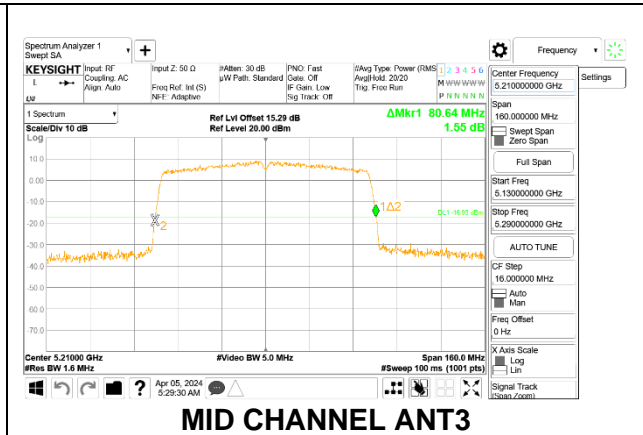 Spectrum Analyzer 1
Swept SA
+
Frequency
KEYSIGHT
L
Input: RF
Coupling: AC
Align: Auto
Input Z: 50 Ω
Freq Ref: Int (S)
NFE: Adaptive
#Atten: 30 dB
µW Path: Standard
PNO: Fast
Gate: Off
IF Gain: Low
Sig Track: Off
#Avg Type: Power (RMS
Avg|Hold: 20/20
Trig: Free Run
1 2 3 4 5 6
M W W W W W
P N N N N N
1 Spectrum
Scale/Div 10 dB
Log
Ref Lvl Offset 15.29 dB
Ref Level 20.00 dBm
ΔMkr1 80.64 MHz
1.55 dB
10.0
0.00
-10.0
-20.0
-30.0
-40.0
-50.0
-60.0
-70.0
2
1Δ2
Center 5.21000 GHz
#Res BW 1.6 MHz
#Video BW 5.0 MHz
Span 160.0 MHz
#Sweep 100 ms (1001 pts)
Center Frequency
5.210000000 GHz
Settings
Span
160.000000 MHz
Swept Span
Zero Span
Full Span
Start Freq
5.130000000 GHz
Stop Freq
5.290000000 GHz
AUTO TUNE
CF Step
16.000000 MHz
Auto
Man
Freq Offset
0 Hz
X Axis Scale
Log
Lin
Signal Track
(Span Zoom)
?
Apr 05, 2024
5:29:30 AM
MID CHANNEL ANT3